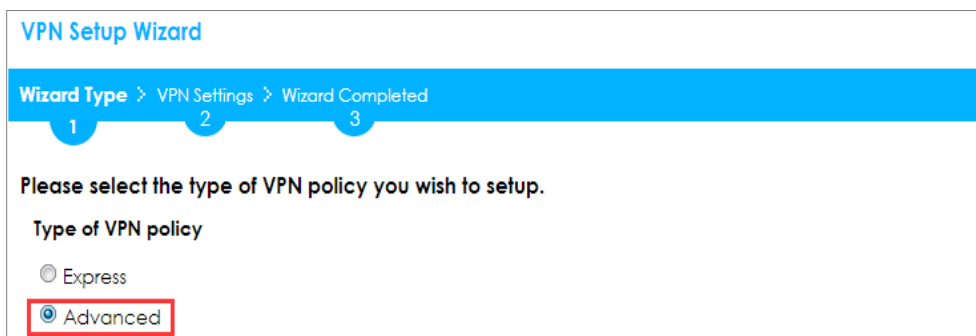 VPN Setup Wizard
Wizard Type > VPN Settings > Wizard Completed
1 2 3
Please select the type of VPN policy you wish to setup.
Type of VPN policy
Express
Advanced